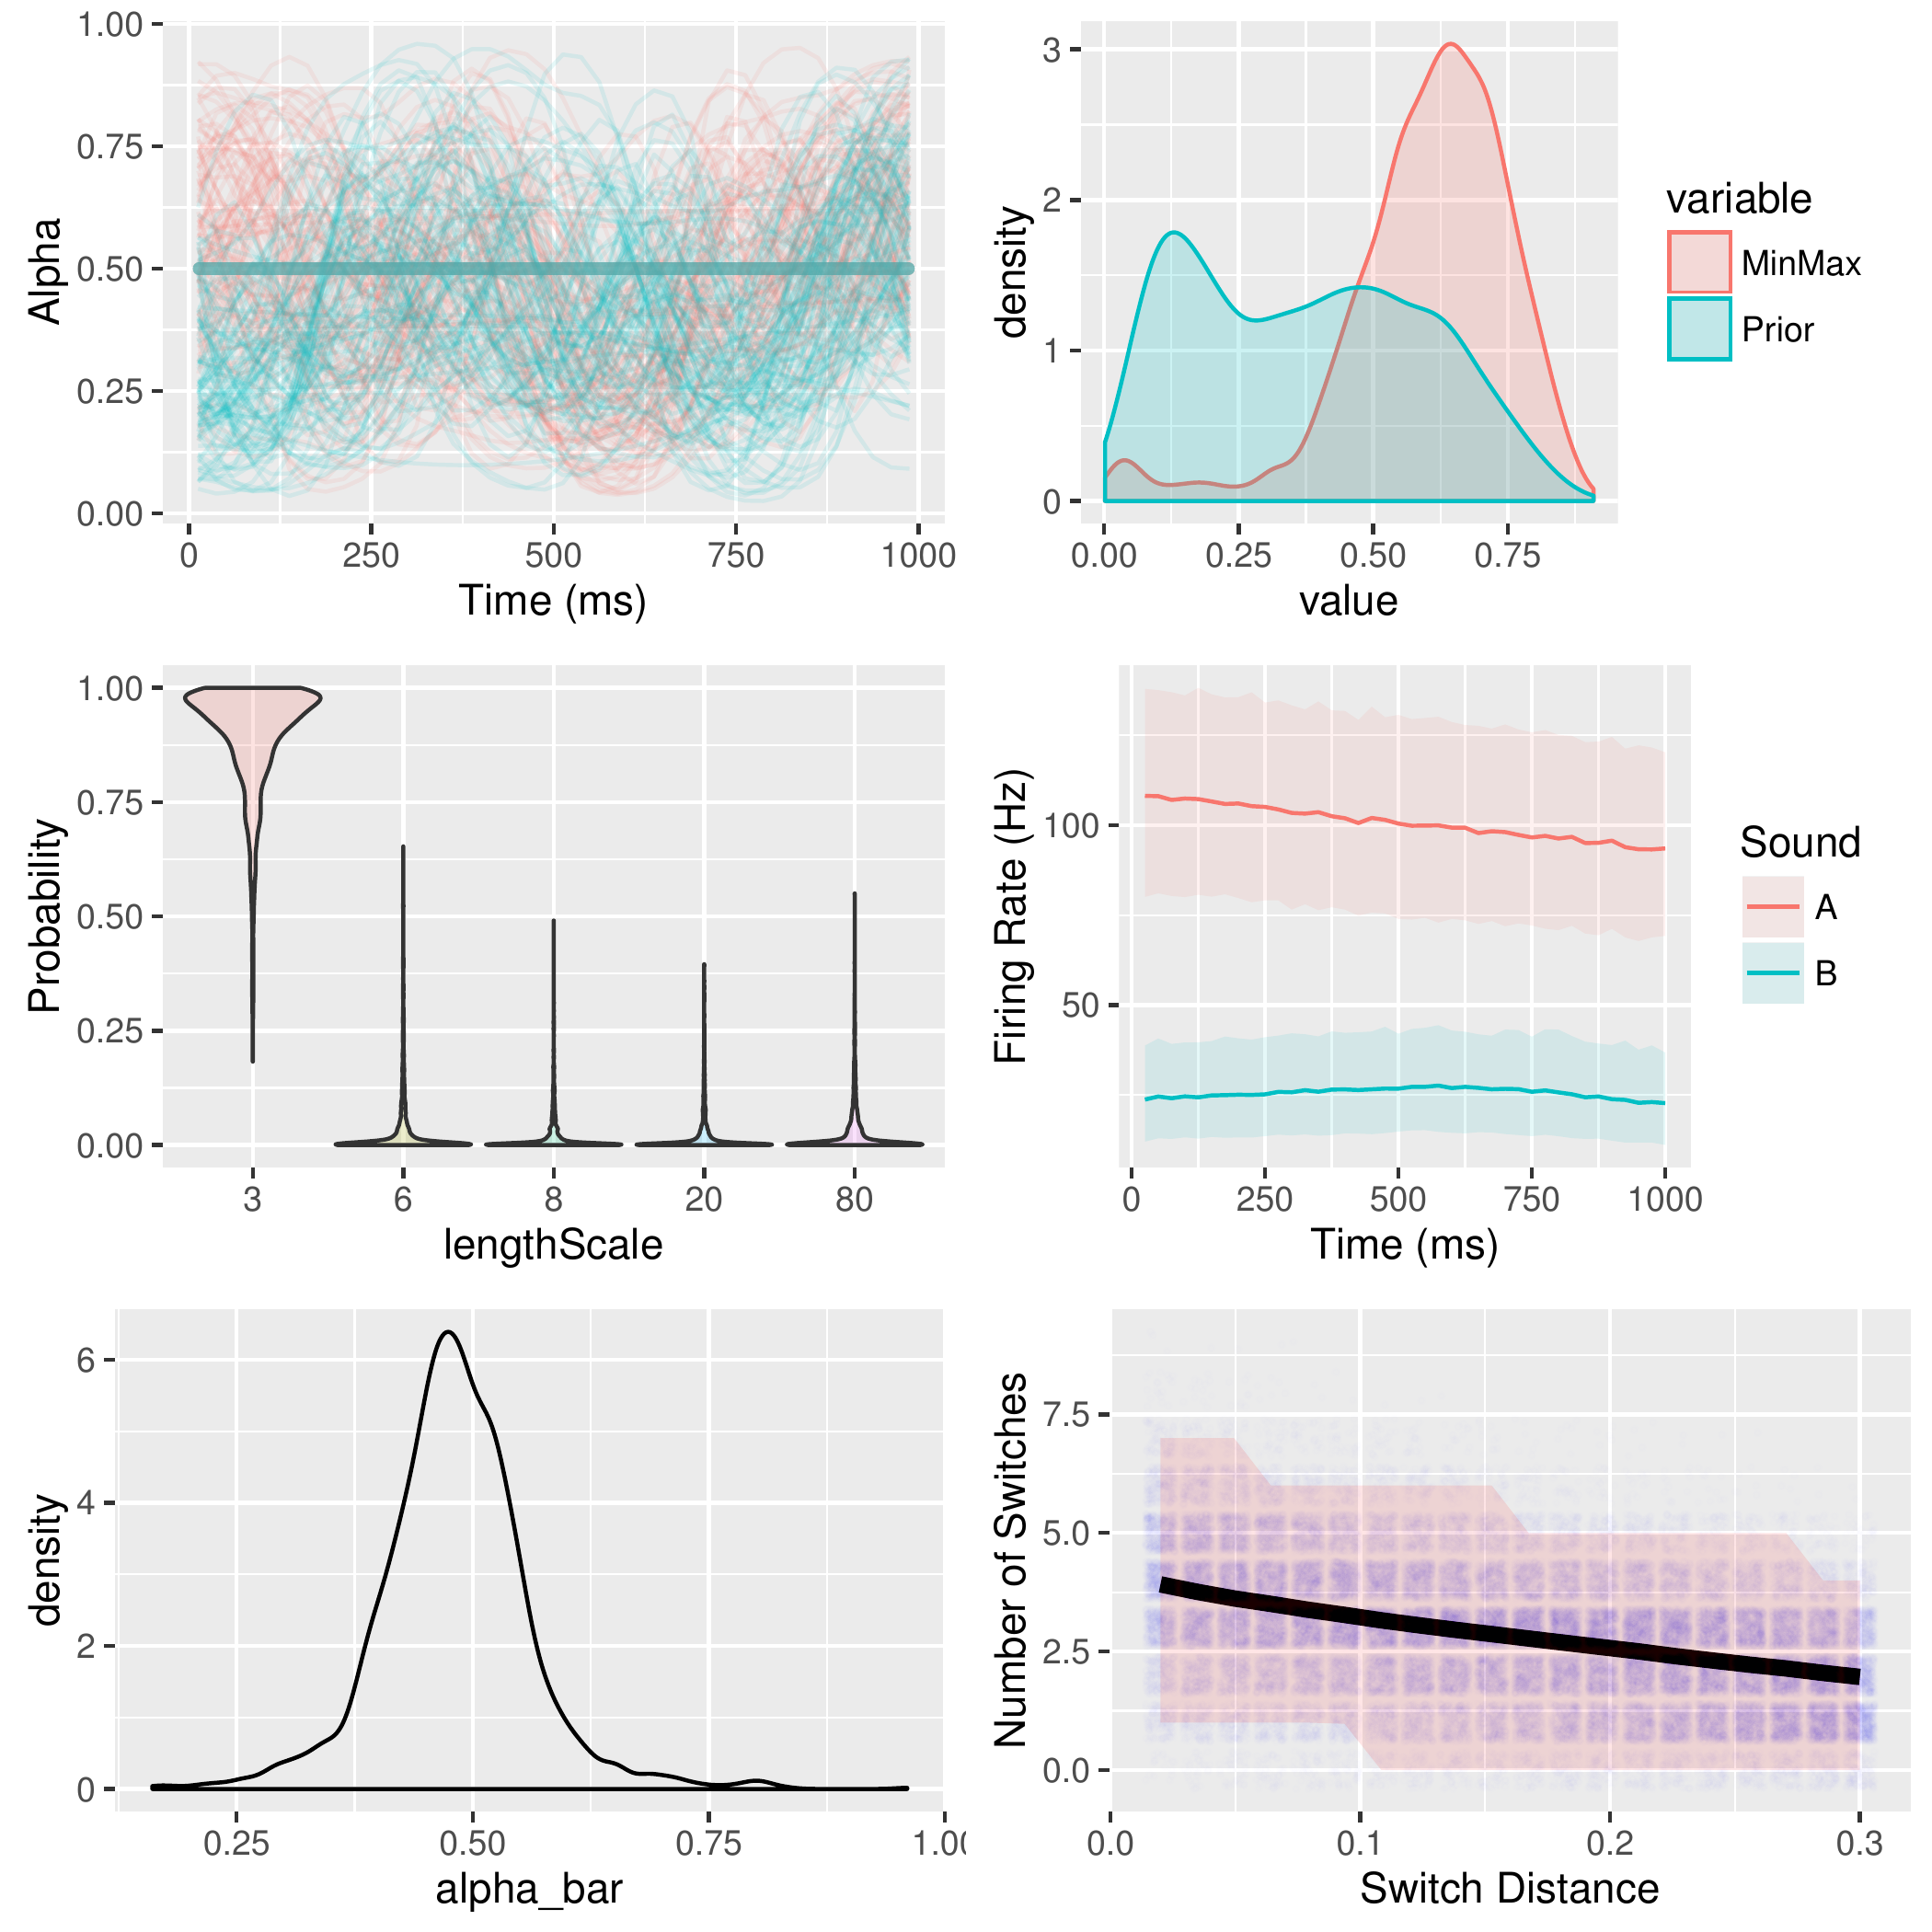 1.00
0.75
0.50
0.25
0.00
Alpha
0 250 500 750 1000
Time (ms)
3
2
1
0
density
0.00 0.25 0.50 0.75
value
variable
MinMax
Prior
1.00
0.75
0.50
0.25
0.00
Probability
3 6 8 20 80
lengthScale
100
50
Firing Rate (Hz)
0 250 500 750 1000
Time (ms)
Sound
A
B
6
4
2
0
density
0.25 0.50 0.75 1.00
alpha_bar
7.5
5.0
2.5
0.0
Number of Switches
0.0 0.1 0.2 0.3
Switch Distance